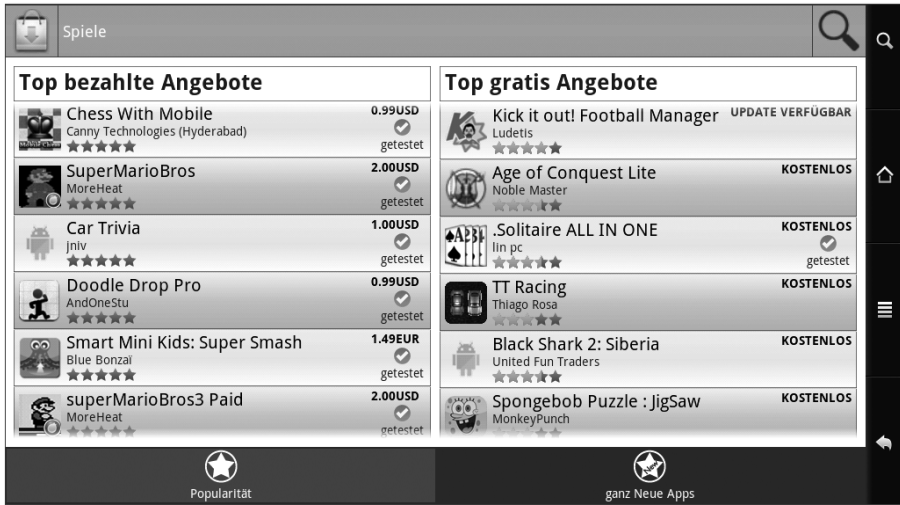 Spiele
Top bezahlte Angebote
Chess With Mobile
0.99USD
Canny Technologies (Hyderabad)
getestet
SuperMarioBros
2.00USD
MoreHeat
getestet
Car Trivia
1.00USD
jniv
getestet
Doodle Drop Pro
0.99USD
AndOneStu
getestet
Smart Mini Kids: Super Smash
1.49EUR
Blue Bonzaï
getestet
superMarioBros3 Paid
2.00USD
MoreHeat
getestet
Top gratis Angebote
Kick it out! Football Manager
UPDATE VERFÜGBAR
Ludetis
Age of Conquest Lite
KOSTENLOS
Noble Master
.Solitaire ALL IN ONE
KOSTENLOS
lin pc
getestet
TT Racing
KOSTENLOS
Thiago Rosa
Black Shark 2: Siberia
KOSTENLOS
United Fun Traders
Spongebob Puzzle : JigSaw
KOSTENLOS
MonkeyPunch
Popularität
New
ganz Neue Apps